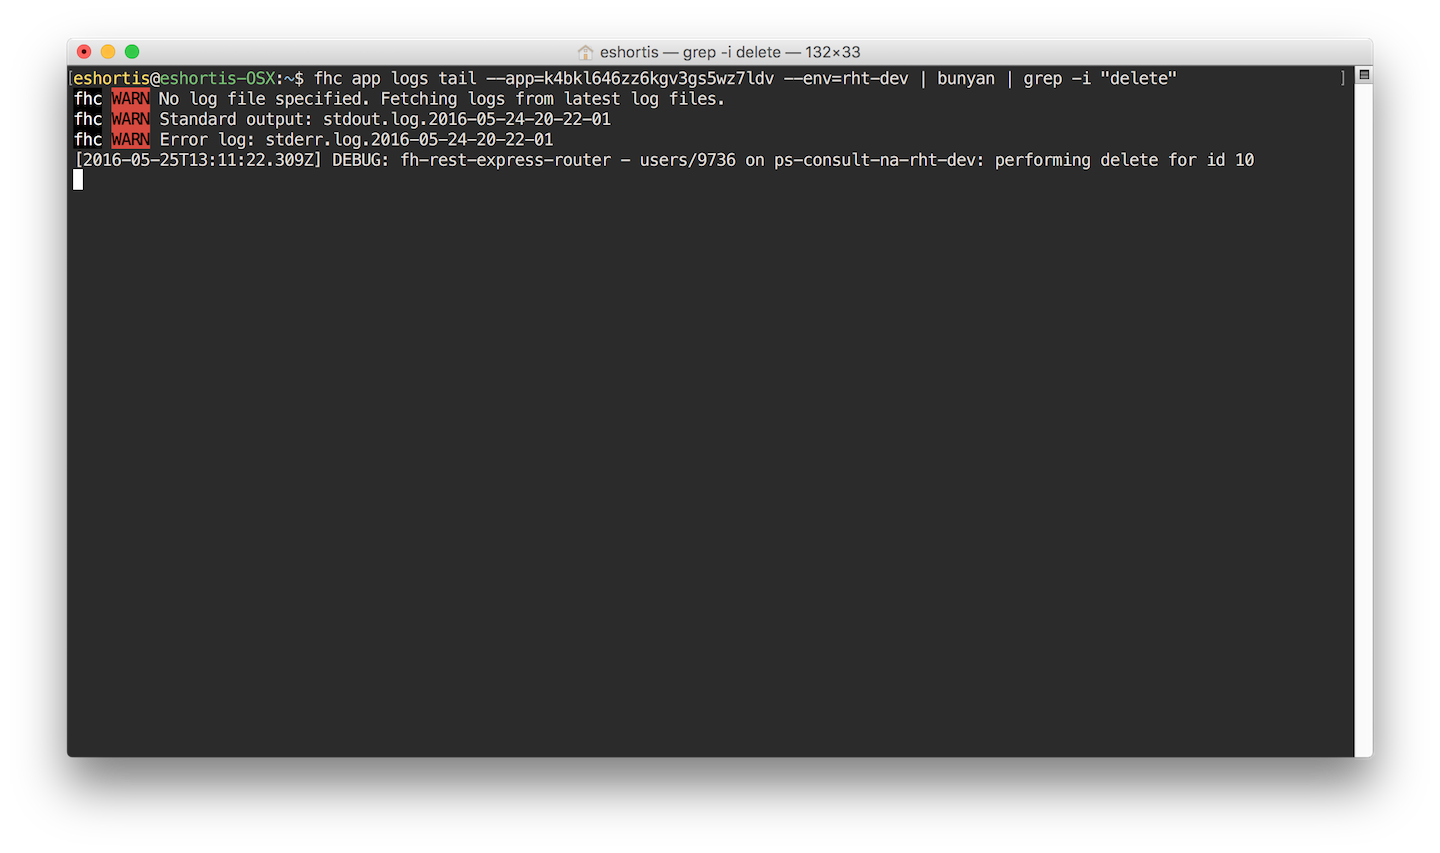 eshortis — grep -i delete — 132×33
[eshortis@eshortis-OSX:~$ fhc app logs tail --app=k4bkl646zz6kgv3gs5wz7ldv --env=rht-dev | bunyan | grep -i "delete" ]
fhc WARN No log file specified. Fetching logs from latest log files.
fhc WARN Standard output: stdout.log.2016-05-24-20-22-01
fhc WARN Error log: stderr.log.2016-05-24-20-22-01
[2016-05-25T13:11:22.309Z] DEBUG: fh-rest-express-router - users/9736 on ps-consult-na-rht-dev: performing delete for id 10